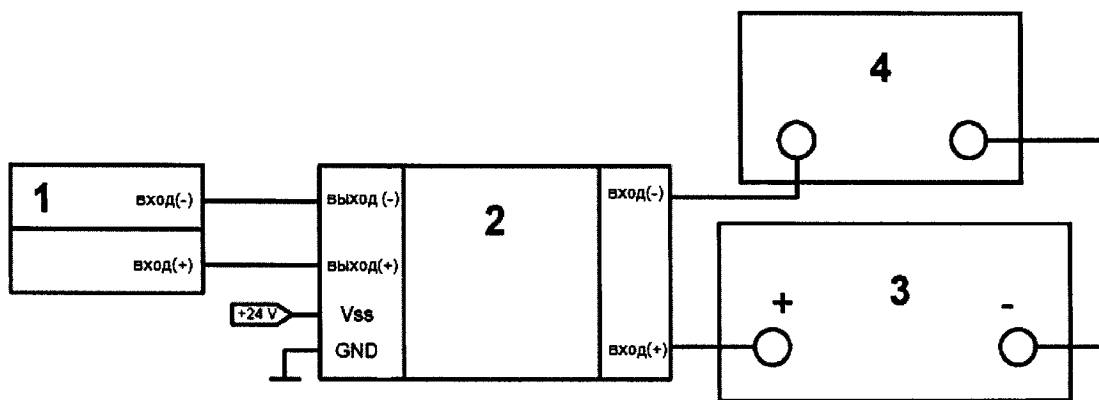 4
1
вход(-)
вход(+)
выход (-)
выход(+)
+24 V
Vss
GND
2
вход(-)
вход(+)
3
+
-